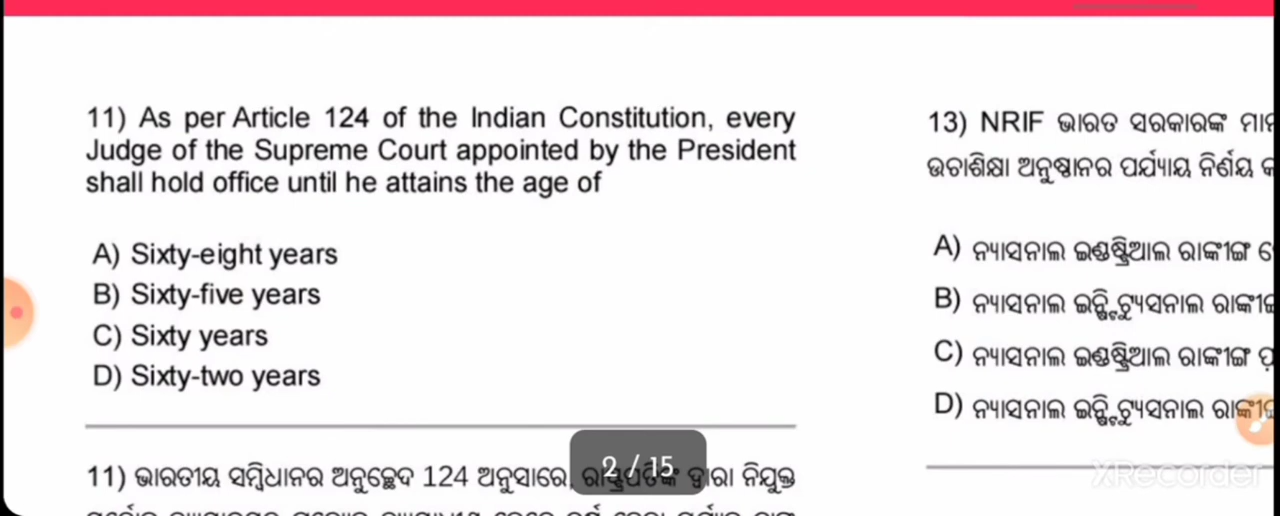 11) As per Article 124 of the Indian Constitution, every
Judge of the Supreme Court appointed by the President
shall hold office until he attains the age of
A) Sixty-eight years
B) Sixty-five years
C) Sixty years
D) Sixty-two years
11) ଭାରତୀୟ ସମ୍ବିଧାନର ଅନୁଚ୍ଛେଦ 124 ଅନୁସାରେ, ରାଷ୍ଟ୍ରପତିଙ୍କ ଦ୍ୱାରା ନିଯୁକ୍ତ
2 / 15
13) NRIF ଭାରତ ସରକାରଙ୍କ
ଉଚ୍ଚଶିକ୍ଷା ଅନୁଷ୍ଠାନର ପର୍ଯ୍ୟାୟ ନିର୍ଣୟ
A) ନ୍ୟାସନାଲ ଇଣ୍ଡଷ୍ଟ୍ରିଆଲ ରାଙ୍କୀଙ୍ଗ
B) ନ୍ୟାସନାଲ ଇନ୍ଷ୍ଟିଚ୍ୟୁସନାଲ
C) ନ୍ୟାସନାଲ ଇଣ୍ଡଷ୍ଟ୍ରିଆଲ ରାଙ୍କୀଙ୍ଗ
D) ନ୍ୟାସନାଲ ଇନ୍ଷ୍ଟିଚ୍ୟୁସନାଲ
XRecorder